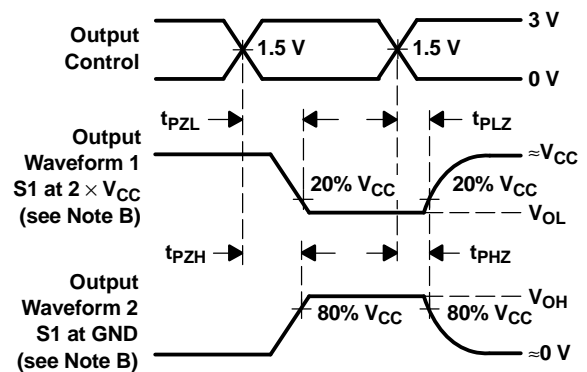 Output
Control
3 V
1.5 V
1.5 V
0 V
tPZL
tPLZ
Output
Waveform 1
S1 at 2 × VCC
(see Note B)
≈VCC
20% VCC
20% VCC
VOL
tPZH
tPHZ
Output
Waveform 2
S1 at GND
(see Note B)
VOH
80% VCC
80% VCC
≈0 V